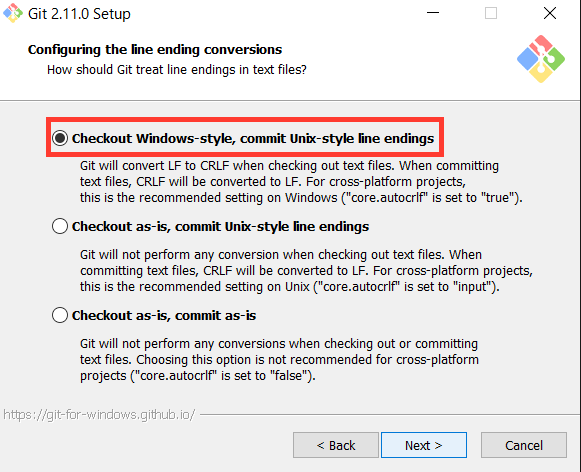 Git 2.11.0 Setup
Configuring the line ending conversions
How should Git treat line endings in text files?
Checkout Windows-style, commit Unix-style line endings
Git will convert LF to CRLF when checking out text files. When committing
text files, CRLF will be converted to LF. For cross-platform projects,
this is the recommended setting on Windows ("core.autocrlf" is set to "true").
Checkout as-is, commit Unix-style line endings
Git will not perform any conversion when checking out text files. When
committing text files, CRLF will be converted to LF. For cross-platform projects,
this is the recommended setting on Unix ("core.autocrlf" is set to "input").
Checkout as-is, commit as-is
Git will not perform any conversions when checking out or committing
text files. Choosing this option is not recommended for cross-platform
projects ("core.autocrlf" is set to "false").
https://git-for-windows.github.io/
< Back Next > Cancel